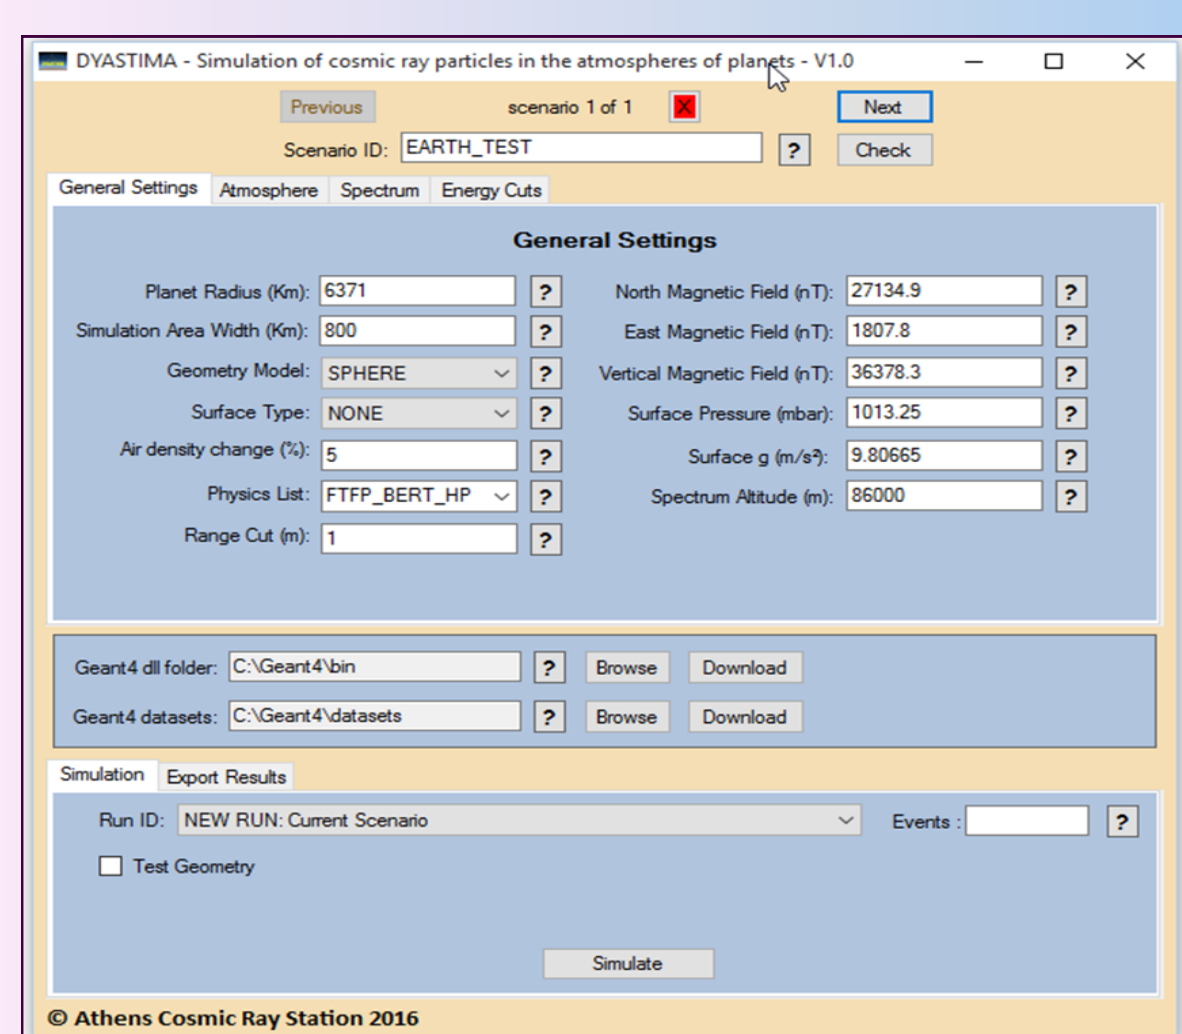 DYASTIMA - Simulation of cosmic ray particles in the atmospheres of planets - V1.0
Previous scenario 1 of 1 X Next
Scenario ID: EARTH_TEST ? Check
General Settings Atmosphere Spectrum Energy Cuts
General Settings
Planet Radius (Km): 6371 ? North Magnetic Field (nT): 27134.9 ?
Simulation Area Width (Km): 800 ? East Magnetic Field (nT): 1807.8 ?
Geometry Model: SPHERE ? Vertical Magnetic Field (nT): 36378.3 ?
Surface Type: NONE ? Surface Pressure (mbar): 1013.25 ?
Air density change (%): 5 ? Surface g (m/s²): 9.80665 ?
Physics List: FTFP_BERT_HP ? Spectrum Altitude (m): 86000 ?
Range Cut (m): 1 ?
Geant4 dll folder: C:\Geant4\bin ? Browse Download
Geant4 datasets: C:\Geant4\datasets ? Browse Download
Simulation Export Results
Run ID: NEW RUN: Current Scenario Events : ?
Test Geometry
Simulate
© Athens Cosmic Ray Station 2016